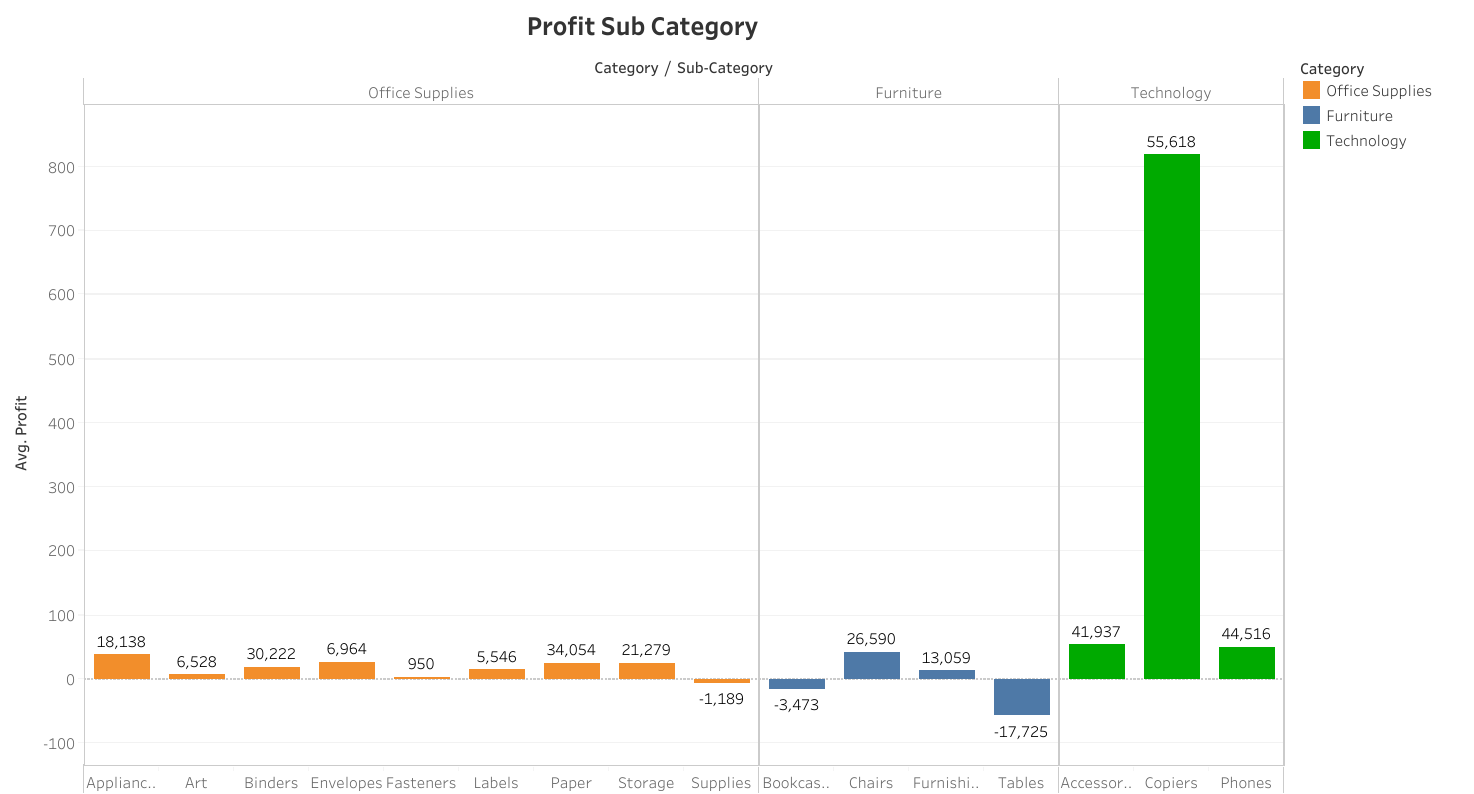 Profit Sub Category
Category / Sub-Category
Office Supplies
Furniture
Technology
Category
Office Supplies
Furniture
Technology
Avg. Profit
800
700
600
500
400
300
200
100
0
-100
18,138
6,528
30,222
6,964
950
5,546
34,054
21,279
-1,189
-3,473
26,590
13,059
-17,725
41,937
55,618
44,516
Applianc..
Art
Binders
Envelopes
Fasteners
Labels
Paper
Storage
Supplies
Bookcas..
Chairs
Furnishi..
Tables
Accessor..
Copiers
Phones